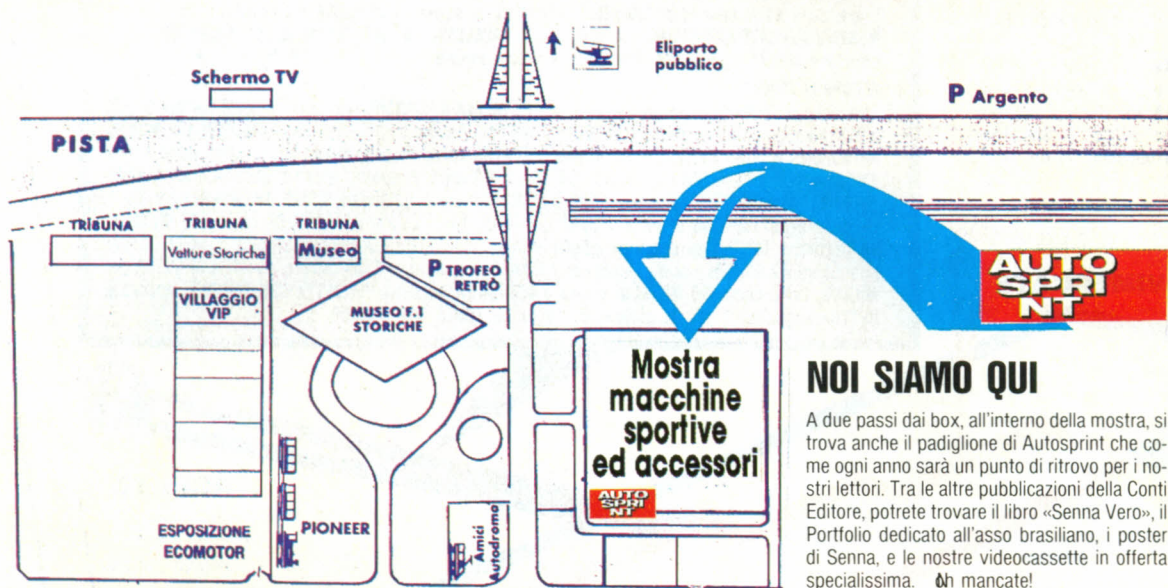 Eliporto
pubblico
Schermo TV
P Argento
PISTA
TRIBUNA
TRIBUNA
TRIBUNA
Vetture Storiche
Museo
P TROFEO
RETRÒ
VILLAGGIO
VIP
MUSEO F.1
STORICHE
AUTO
SPRI
NT
Mostra
macchine
sportive
ed accessori
AUTO
SPRI
NT
ESPOSIZIONE
ECOMOTOR
PIONEER
Amici
Autodromo
NOI SIAMO QUI
A due passi dai box, all'interno della mostra, si
trova anche il padiglione di Autosprint che co-
me ogni anno sarà un punto di ritrovo per i no-
stri lettori. Tra le altre pubblicazioni della Conti
Editore, potrete trovare il libro «Senna Vero», il
Portfolio dedicato all'asso brasiliano, i poster
di Senna, e le nostre videocassette in offerta
specialissima. mancate!